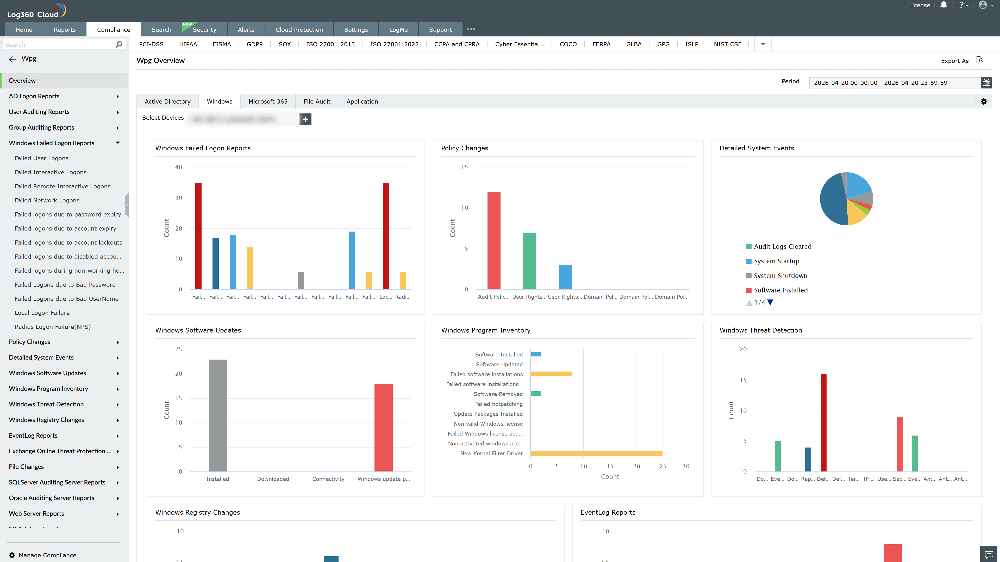 License
?
Log360 Cloud
Home
Reports
Compliance
Search
NEW
Security
Alerts
Cloud Protection
Settings
LogMe
Support
Search
PCI-DSS
HIPAA
FISMA
GDPR
SOX
ISO 27001:2013
ISO 27001:2022
CCPA and CPRA
Cyber Essentia...
COCO
FERPA
GLBA
GPG
ISLP
NIST CSF
Wpg
Overview
AD Logon Reports
User Auditing Reports
Group Auditing Reports
Windows Failed Logon Reports
Failed User Logons
Failed Interactive Logons
Failed Remote Interactive Logons
Failed Network Logons
Failed logons due to password expiry
Failed logons due to account expiry
Failed logons due to account lockouts
Failed logons due to disabled accou...
Failed logons during non-working ho...
Failed Logons due to Bad Password
Failed Logons due to Bad UserName
Local Logon Failure
Radius Logon Failure(NPS)
Policy Changes
Detailed System Events
Windows Software Updates
Windows Program Inventory
Windows Threat Detection
Windows Registry Changes
EventLog Reports
Exchange Online Threat Protection ...
File Changes
SQLServer Auditing Server Reports
Oracle Auditing Server Reports
Web Server Reports
Manage Compliance
Wpg Overview
Export As
Period
2026-04-20 00:00:00 - 2026-04-20 23:59:59
Active Directory
Windows
Microsoft 365
File Audit
Application
Select Devices
Windows Failed Logon Reports
40
30
20
10
0
Count
Fail... Fail... Fail... Fail... Fail... Fail... Fail... Fail... Fail... Fail... Fail... Loc... Radi...
Policy Changes
15
10
5
0
Count
Audit Polic... User Rights... User Rights... Domain Pol... Domain Pol... Domain Pol...
Detailed System Events
Audit Logs Cleared
System Startup
System Shutdown
Software Installed
1/4
Windows Software Updates
25
20
15
10
5
0
Count
Installed Downloaded Connectivity Windows update p...
Windows Program Inventory
Software Installed
Software Updated
Failed software installations
Failed software installations...
Software Removed
Failed hotpatching
Update Packages Installed
Non valid Windows license
Failed Windows license acti...
Non activated windows pro...
New Kernel Filter Driver
0 5 10 15 20 25 30
Count
Windows Threat Detection
20
15
10
5
0
Count
Do... Eve... Do... Rep... Def... Def... Ter... IP ... Use... Sec... Eve... Ant... Ant... Ant...
Windows Registry Changes
10
EventLog Reports
10